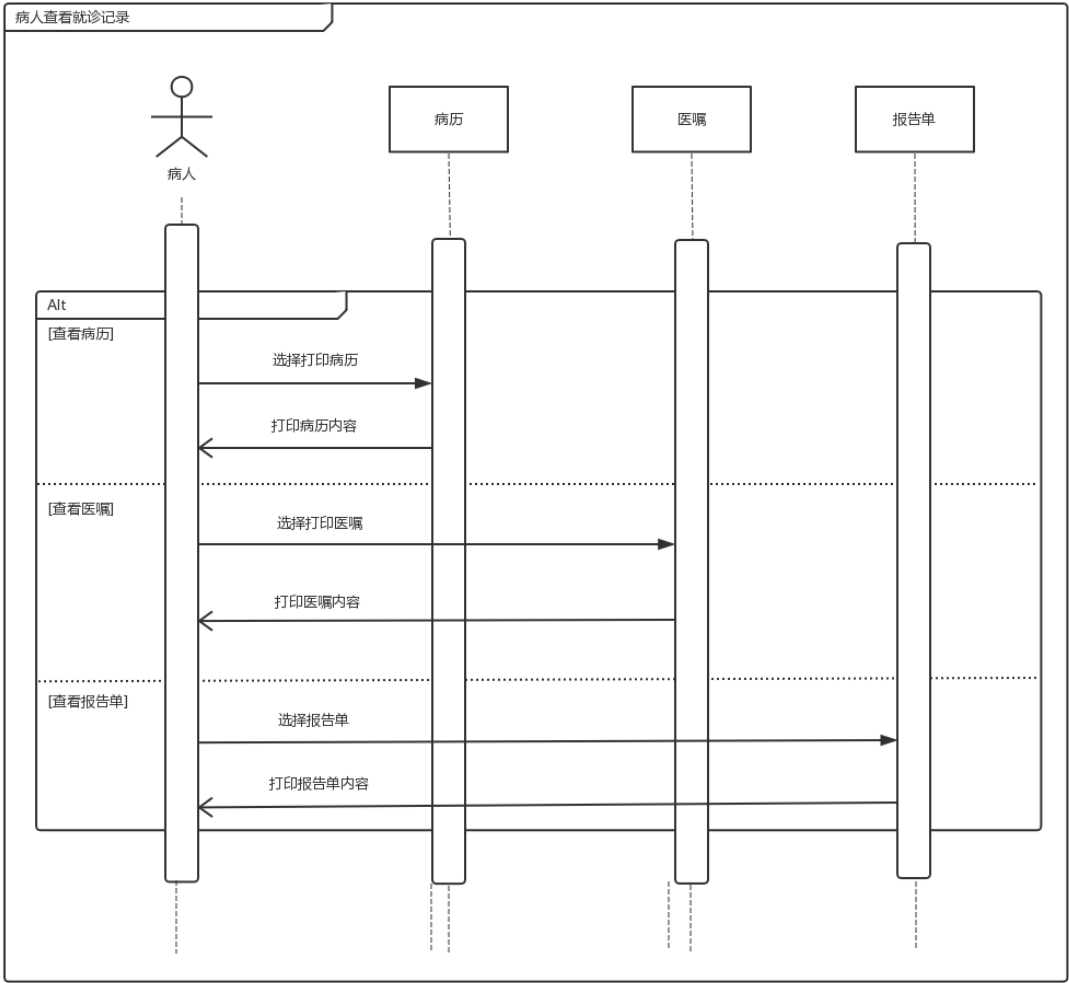 病人查看就诊记录
病人
病历
医嘱
报告单
Alt
[查看病历]
选择打印病历
打印病历内容
[查看医嘱]
选择打印医嘱
打印医嘱内容
[查看报告单]
选择报告单
打印报告单内容